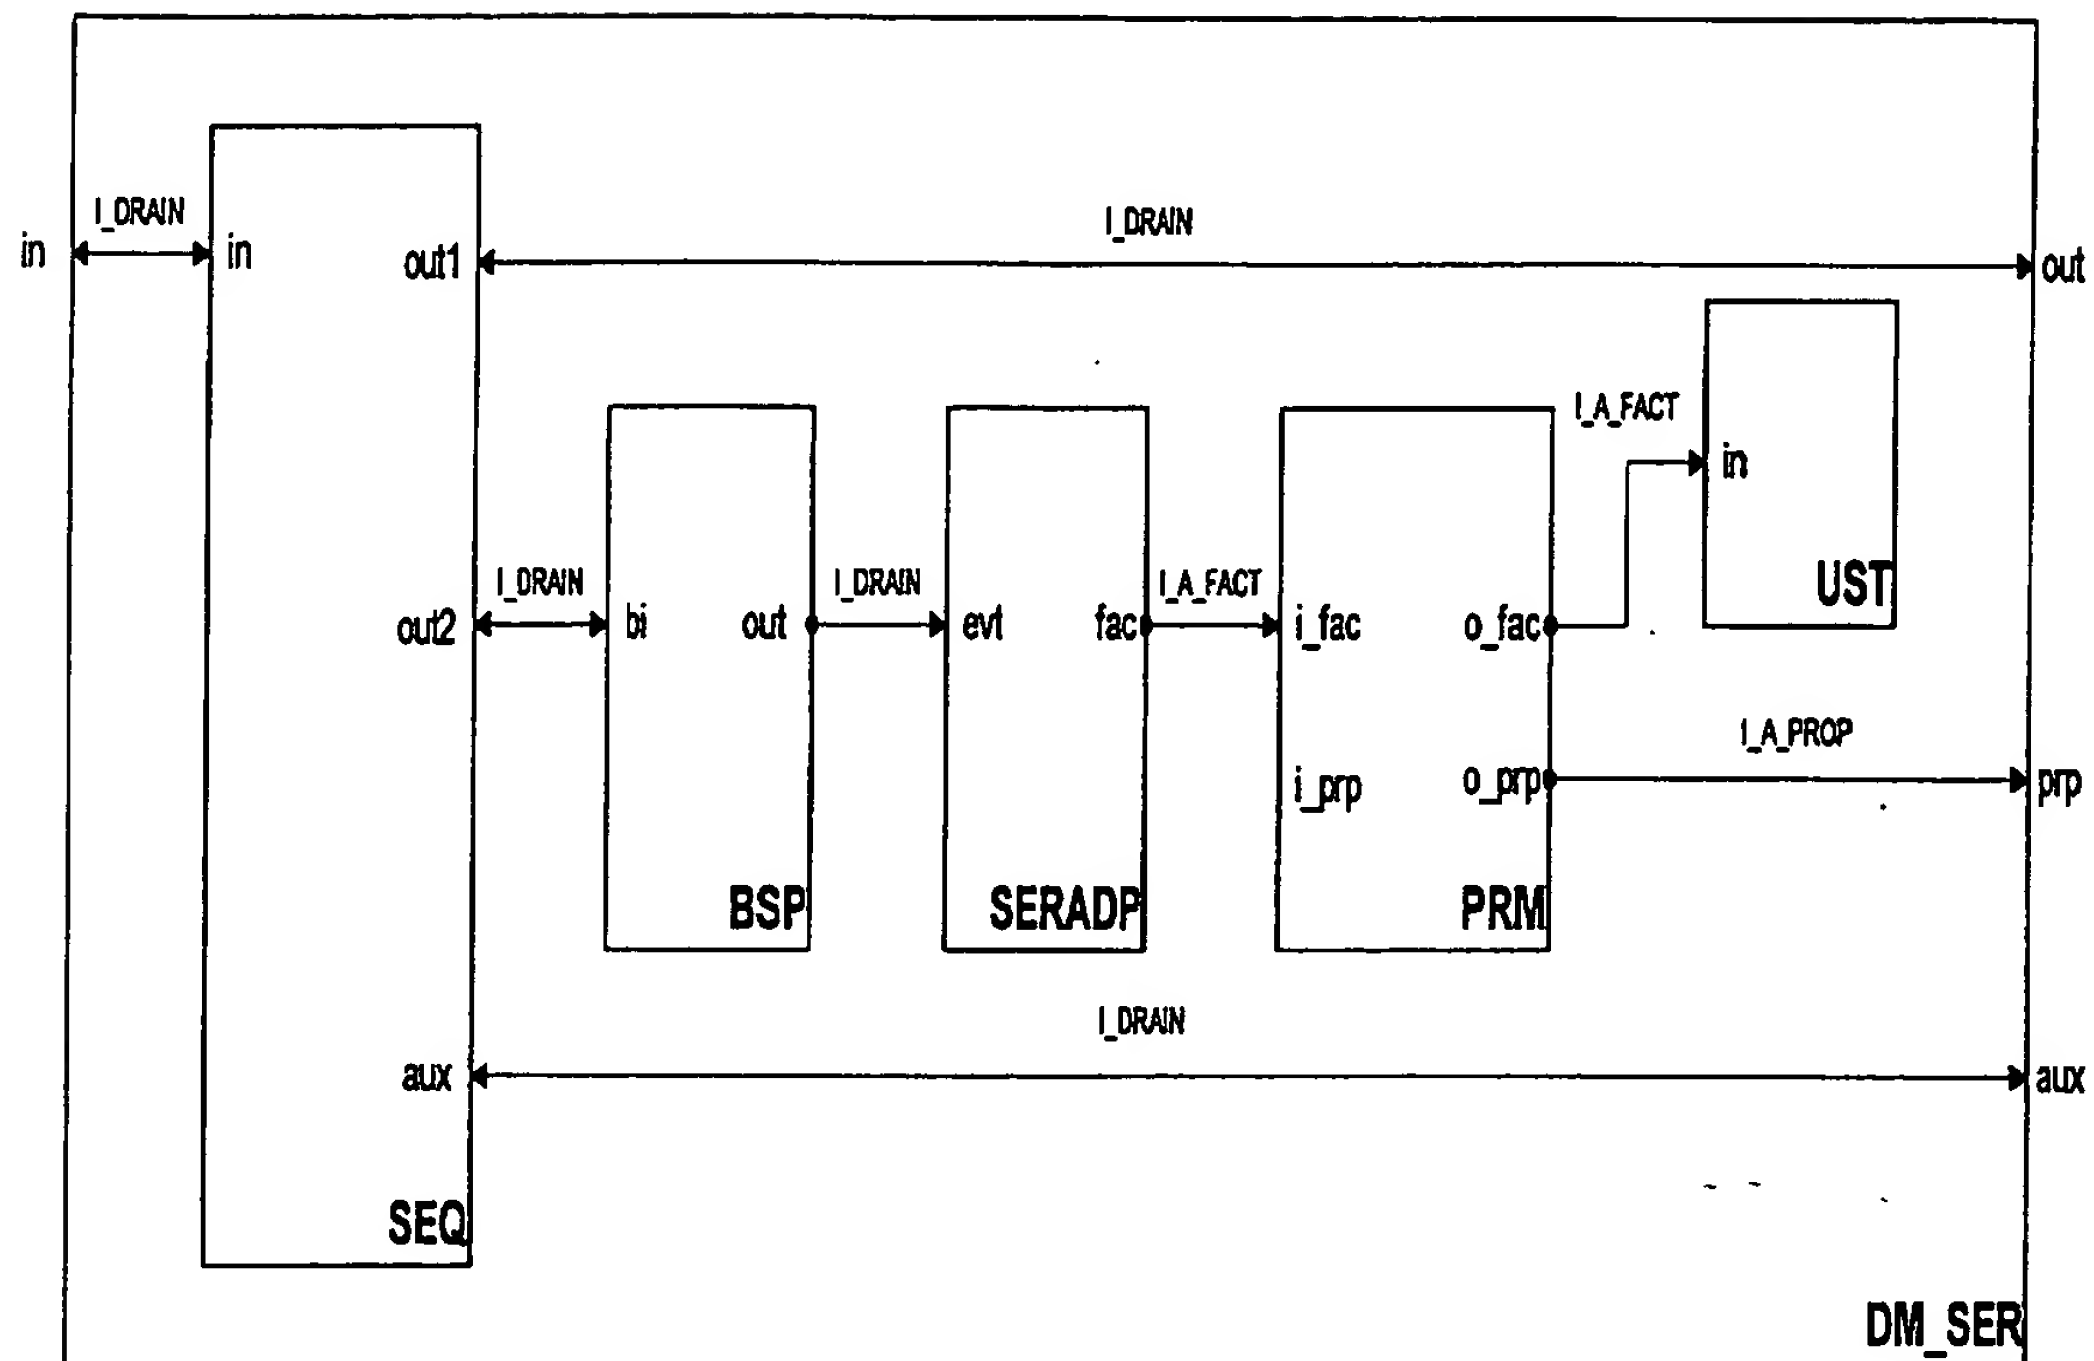 I_DRAIN
in
in
out1
I_DRAIN
out
I_A_FACT
in
UST
out2
I_DRAIN
bi
out
I_DRAIN
evt
fac
I_A_FACT
i_fac
o_fac
i_prp
o_prp
I_A_PROP
prp
BSP
SERADP
PRM
I_DRAIN
aux
aux
SEQ
DM_SER